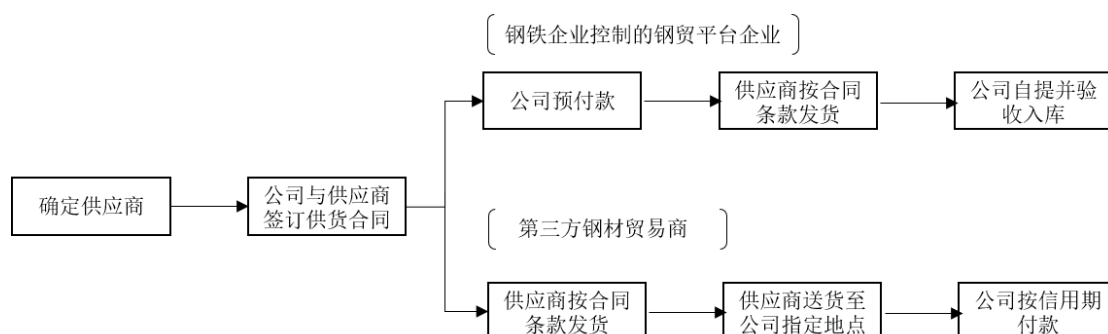 钢铁企业控制的钢贸平台企业
公司预付款
供应商按合同
条款发货
公司自提并验
收入库
确定供应商
公司与供应商
签订供货合同
第三方钢材贸易商
供应商按合同
条款发货
供应商送货至
公司指定地点
公司按信用期
付款